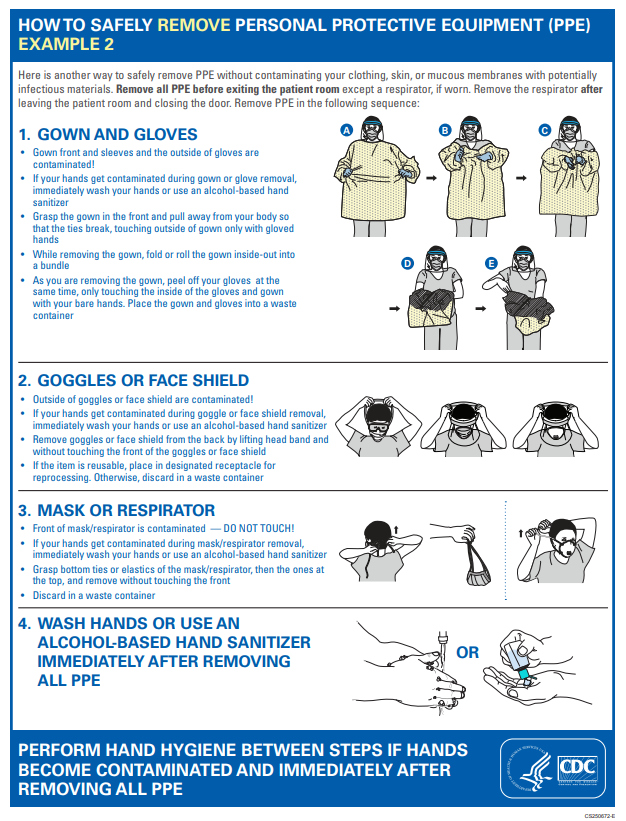 HOW TO SAFELY REMOVE PERSONAL PROTECTIVE EQUIPMENT (PPE)
EXAMPLE 2
Here is another way to safely remove PPE without contaminating your clothing, skin, or mucous membranes with potentially
infectious materials. Remove all PPE before exiting the patient room except a respirator, if worn. Remove the respirator after
leaving the patient room and closing the door. Remove PPE in the following sequence:
1. GOWN AND GLOVES
• Gown front and sleeves and the outside of gloves are
contaminated!
• If your hands get contaminated during gown or glove removal,
immediately wash your hands or use an alcohol-based hand
sanitizer
• Grasp the gown in the front and pull away from your body so
that the ties break, touching outside of gown only with gloved
hands
• While removing the gown, fold or roll the gown inside-out into
a bundle
• As you are removing the gown, peel off your gloves at the
same time, only touching the inside of the gloves and gown
with your bare hands. Place the gown and gloves into a waste
container
A
B
C
D
E
2. GOGGLES OR FACE SHIELD
• Outside of goggles or face shield are contaminated!
• If your hands get contaminated during goggle or face shield removal,
immediately wash your hands or use an alcohol-based hand sanitizer
• Remove goggles or face shield from the back by lifting head band and
without touching the front of the goggles or face shield
• If the item is reusable, place in designated receptacle for
reprocessing. Otherwise, discard in a waste container
3. MASK OR RESPIRATOR
• Front of mask/respirator is contaminated — DO NOT TOUCH!
• If your hands get contaminated during mask/respirator removal,
immediately wash your hands or use an alcohol-based hand sanitizer
• Grasp bottom ties or elastics of the mask/respirator, then the ones at
the top, and remove without touching the front
• Discard in a waste container
4. WASH HANDS OR USE AN
ALCOHOL-BASED HAND SANITIZER
IMMEDIATELY AFTER REMOVING
ALL PPE
OR
PERFORM HAND HYGIENE BETWEEN STEPS IF HANDS
BECOME CONTAMINATED AND IMMEDIATELY AFTER
REMOVING ALL PPE
CDC
CS250672-E